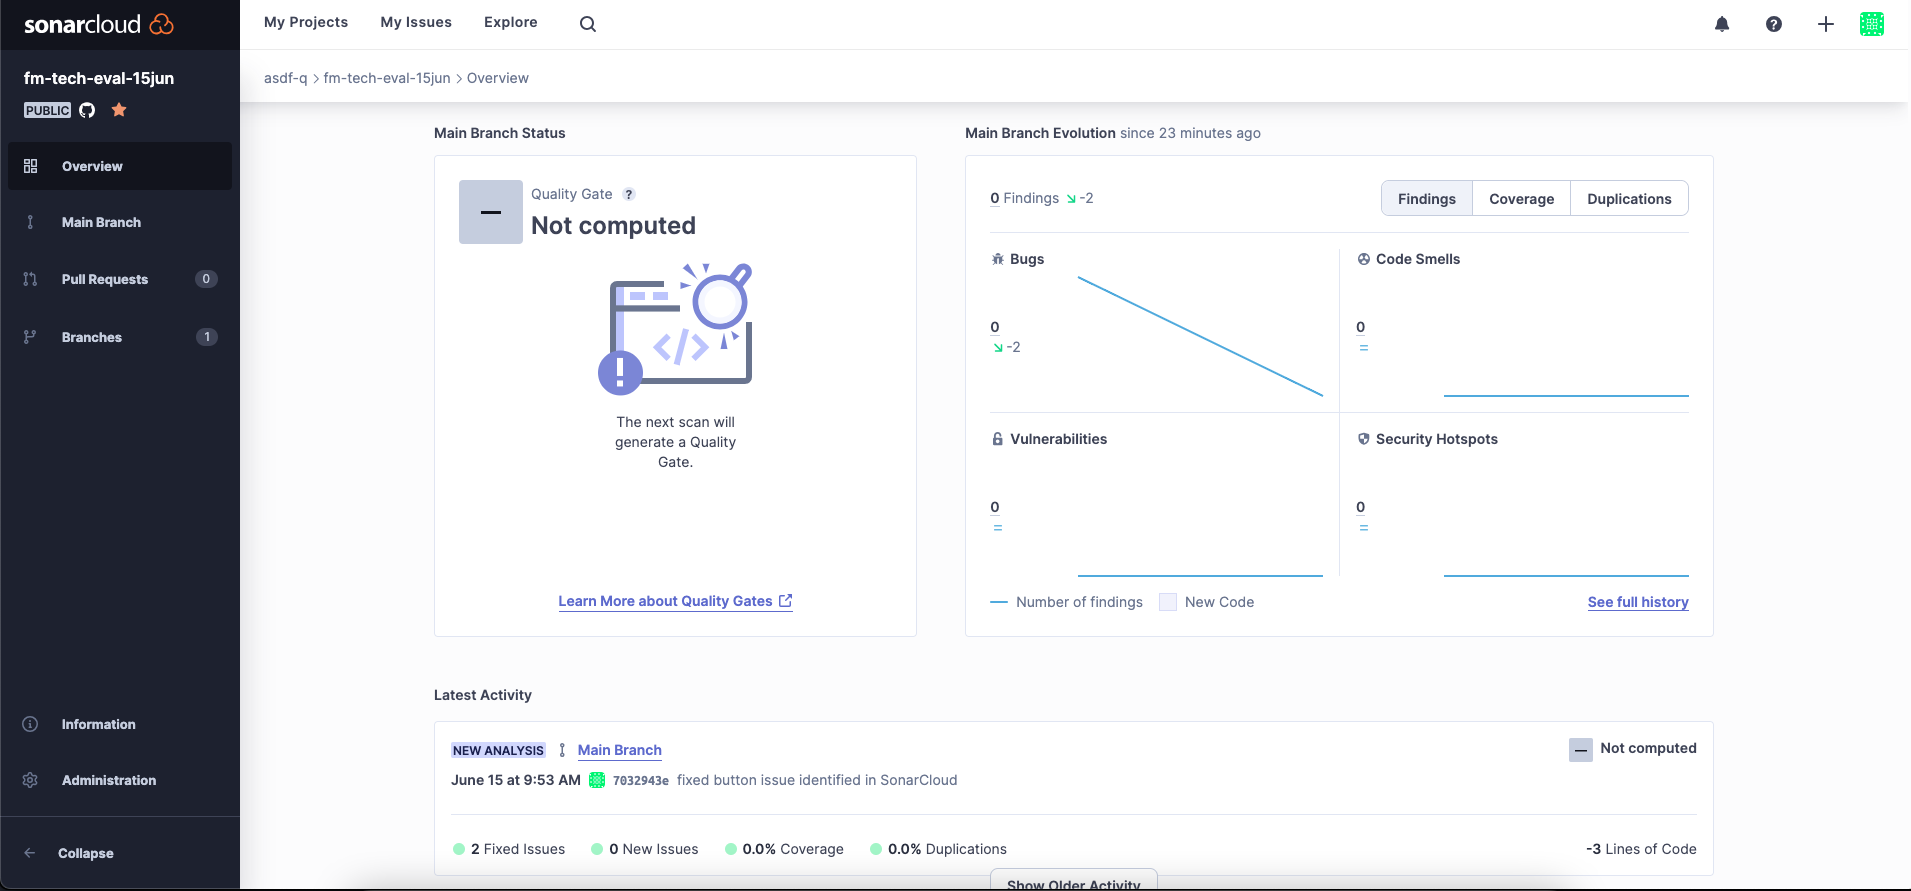 sonarcloud
My Projects
My Issues
Explore
fm-tech-eval-15jun
PUBLIC
Overview
Main Branch
Pull Requests 0
Branches 1
Information
Administration
Collapse
asdf-q > fm-tech-eval-15jun > Overview
Main Branch Status
Quality Gate ?
Not computed
</>
!
The next scan will
generate a Quality
Gate.
Learn More about Quality Gates
Main Branch Evolution since 23 minutes ago
0 Findings -2
Findings
Coverage
Duplications
Bugs
0
-2
Code Smells
0
=
Vulnerabilities
0
=
Security Hotspots
0
=
Number of findings
New Code
See full history
Latest Activity
NEW ANALYSIS Main Branch
Not computed
June 15 at 9:53 AM 7032943e fixed button issue identified in SonarCloud
2 Fixed Issues
0 New Issues
0.0% Coverage
0.0% Duplications
-3 Lines of Code
Show Older Activity